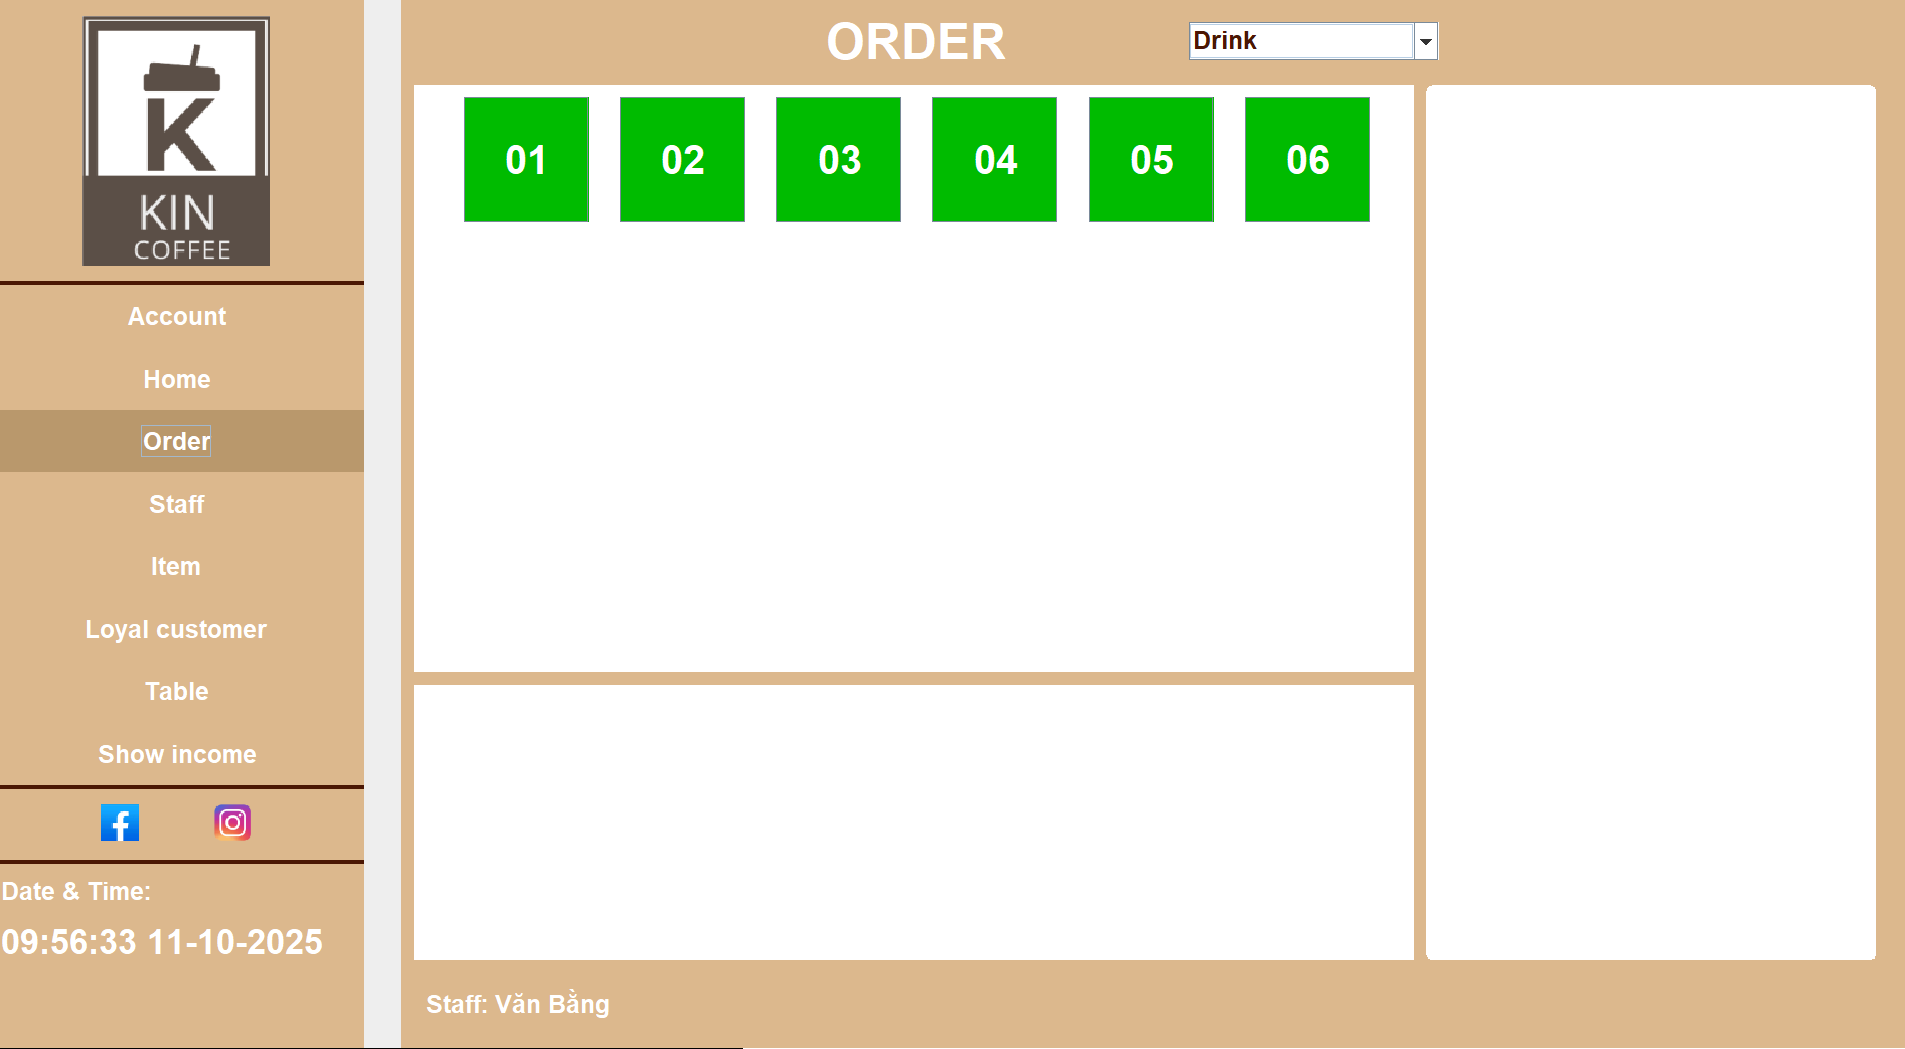 K
KIN
COFFEE
Account
Home
Order
Staff
Item
Loyal customer
Table
Show income
Date & Time:
09:56:33 11-10-2025
ORDER
Drink
01 02 03 04 05 06
Staff: Văn Bằng